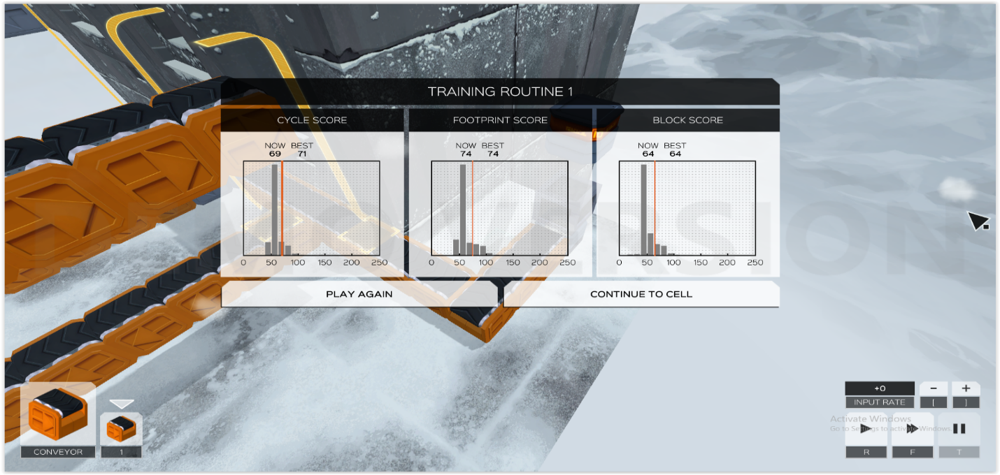 TRAINING ROUTINE 1
CYCLE SCORE
NOW BEST
69 71
0 50 100 150 200 250
FOOTPRINT SCORE
NOW BEST
74 74
0 50 100 150 200 250
BLOCK SCORE
NOW BEST
64 64
0 50 100 150 200 250
PLAY AGAIN
CONTINUE TO CELL
CONVEYOR
1
+0 − +
INPUT RATE [ ]
Activate Windows
Go to Settings to activate Windows.
R F T